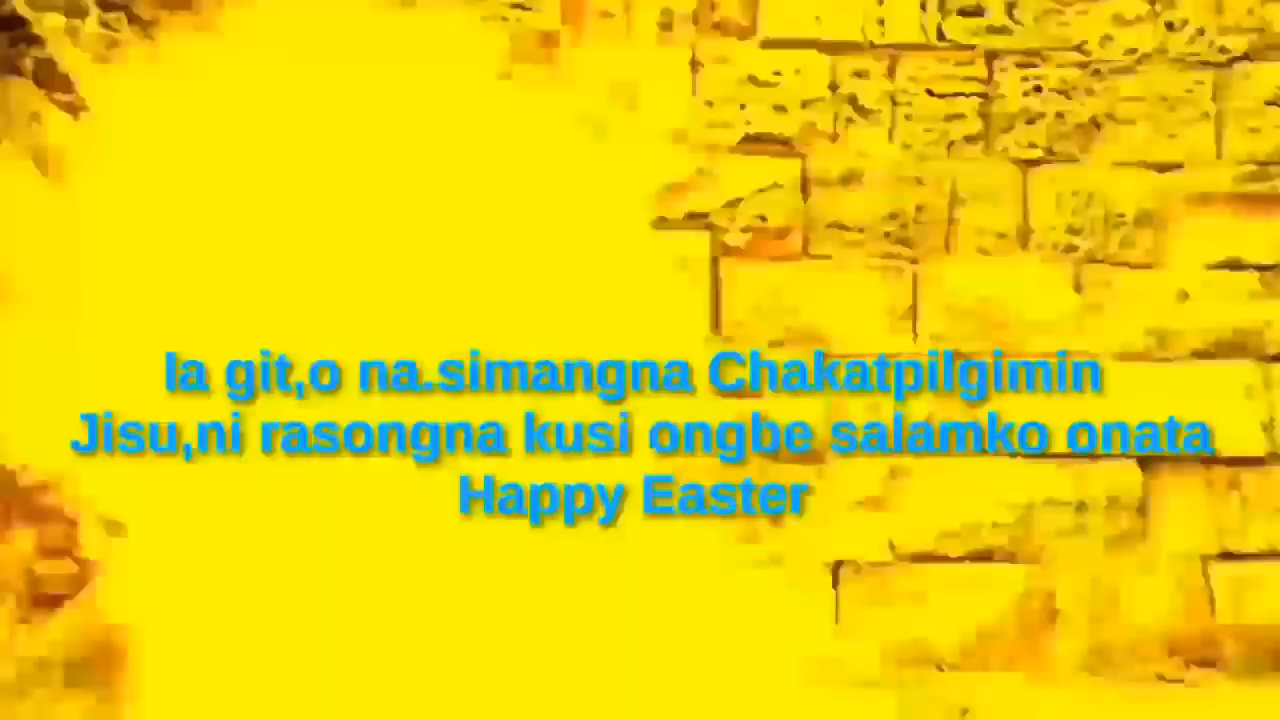 Ia git,o na.simangna Chakatpilgimin
Jisu,ni rasongna kusi ongbe salamko onata
Happy Easter